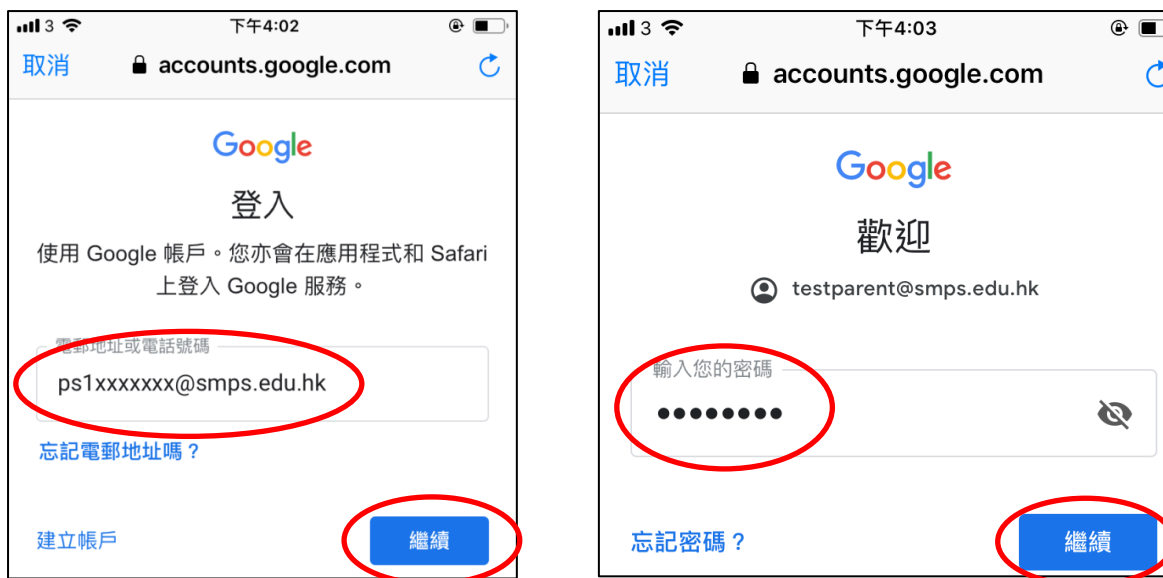 3 下午4:02
取消 accounts.google.com
Google
登入
使用 Google 帳戶。您亦會在應用程式和 Safari
上登入 Google 服務。
電郵地址或電話號碼
ps1xxxxxxx@smps.edu.hk
忘記電郵地址嗎？
建立帳戶 繼續
3 下午4:03
取消 accounts.google.com
Google
歡迎
testparent@smps.edu.hk
輸入您的密碼
••••••••
忘記密碼？ 繼續